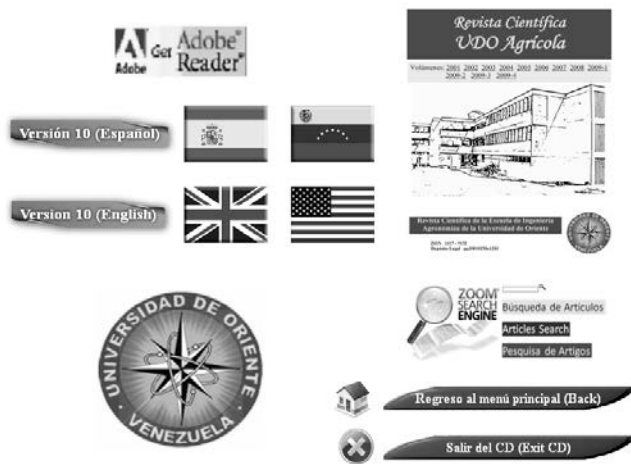 Adobe
Get Adobe®
Reader®
Versión 10 (Español)
Version 10 (English)
UNIVERSIDAD DE ORIENTE
VENEZUELA
Revista Científica
UDO Agrícola
Volúmenes: 2001 2002 2003 2004 2005 2006 2007 2008 2009-1
2009-2 2009-3 2009-4
Revista Científica de la Escuela de Ingeniería
Agronómica de la Universidad de Oriente
ZOOM
SEARCH
ENGINE
Búsqueda de Artículos
Articles Search
Pesquisa de Artigos
Regreso al menú principal (Back)
Salir del CD (Exit CD)